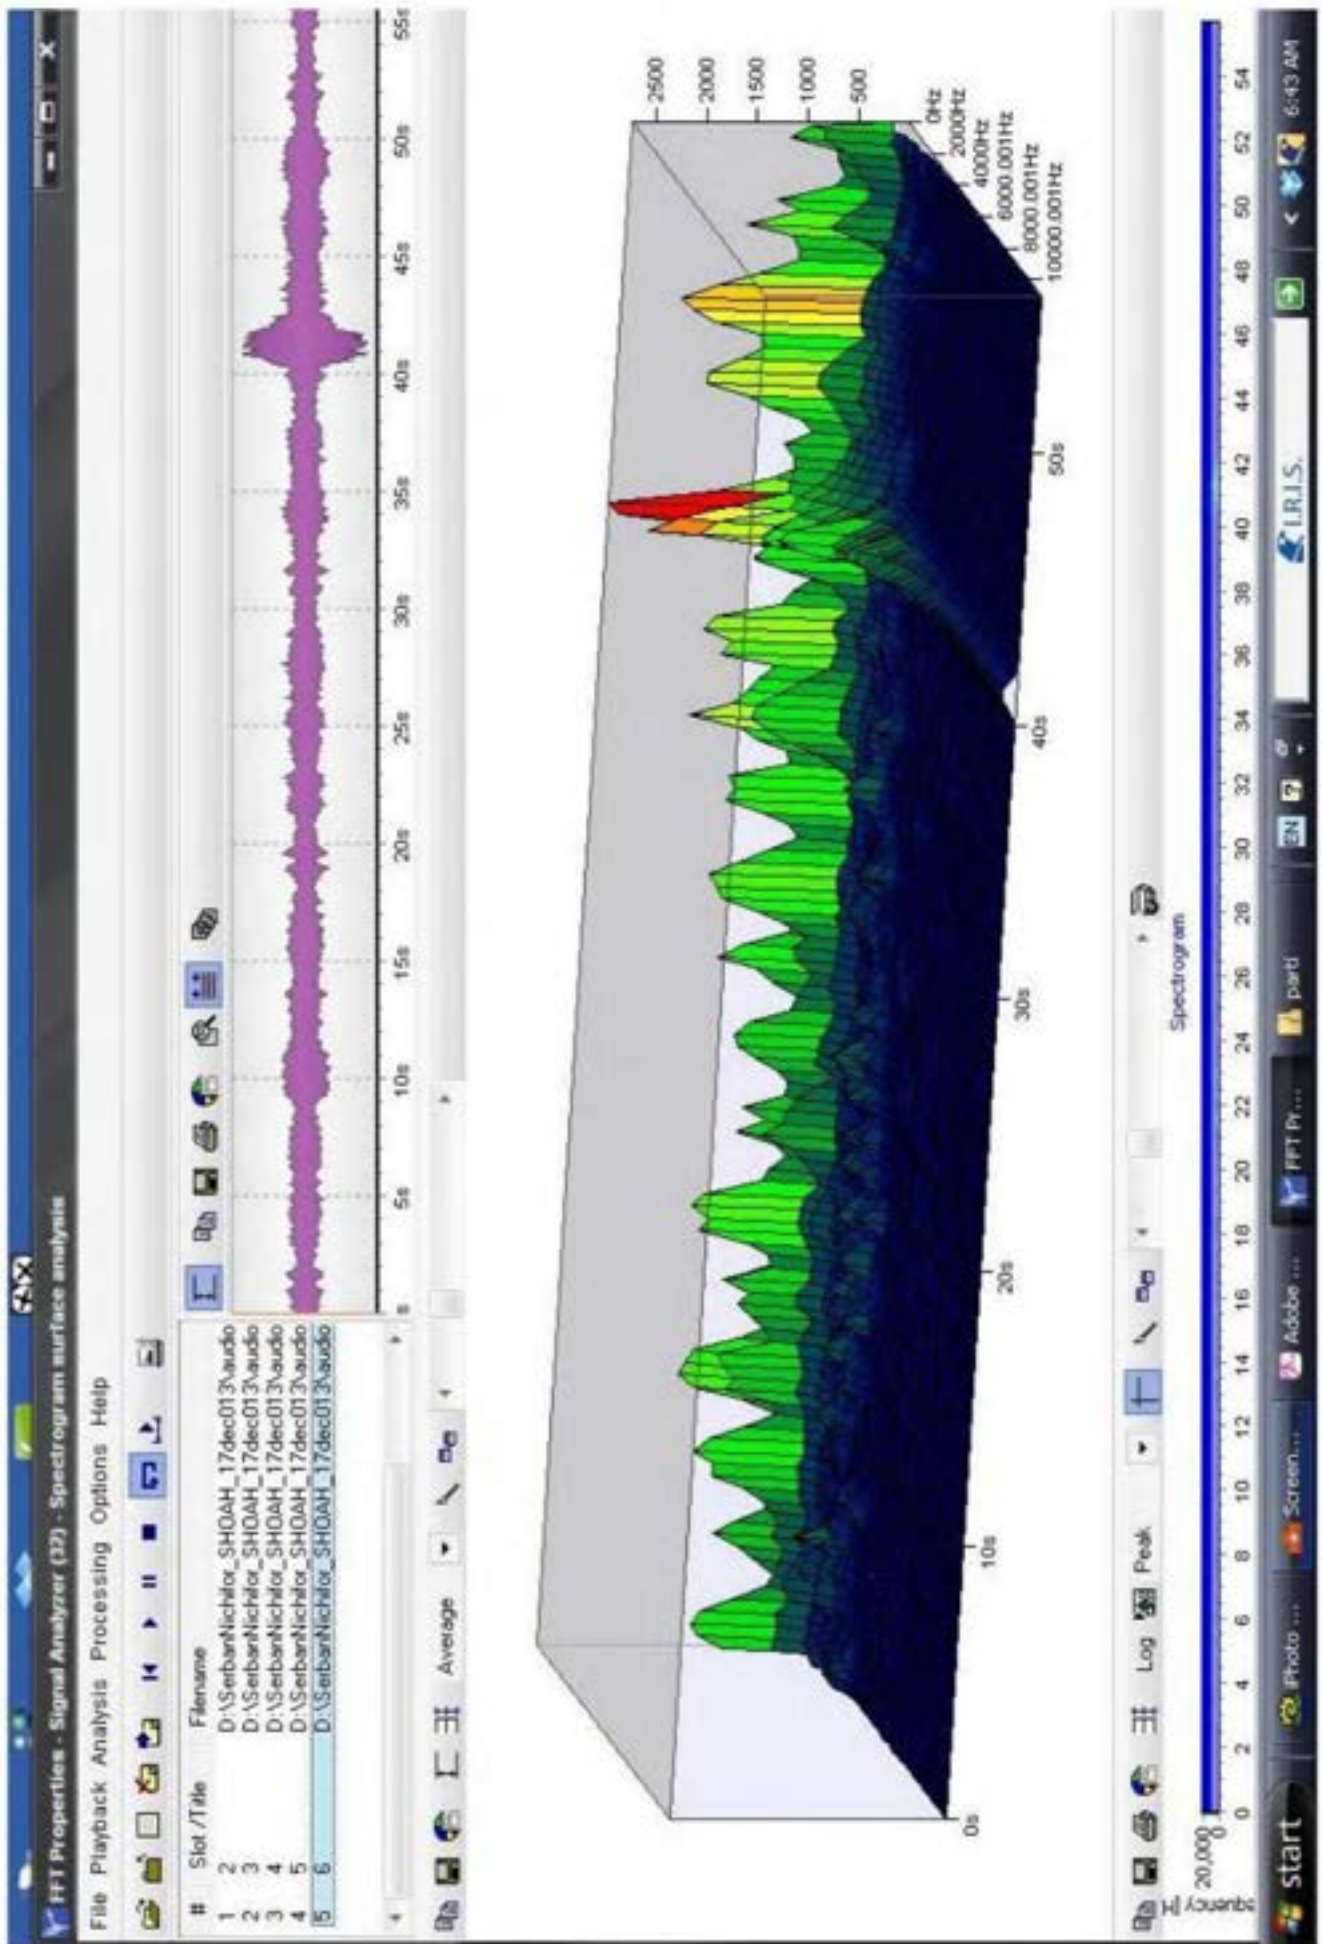 FFT Properties - Signal Analyzer (32) - Spectrogram surface analysis
File Playback Analysis Processing Options Help
# Slot /Title Filename
1 2 D:\SerbanNichifor_SHOAH_17dec013\audio
2 3 D:\SerbanNichifor_SHOAH_17dec013\audio
3 4 D:\SerbanNichifor_SHOAH_17dec013\audio
4 5 D:\SerbanNichifor_SHOAH_17dec013\audio
5 6 D:\SerbanNichifor_SHOAH_17dec013\audio
s 5s 10s 15s 20s 25s 30s 35s 40s 45s 50s 55s
Average
2500
2000
1500
1000
500
0Hz
2000Hz
4000Hz
6000.001Hz
8000.001Hz
10000.001Hz
0s 10s 20s 30s 40s 50s
Log Peak
Spectrogram
20,000
0
quency [H
0 2 4 6 8 10 12 14 16 18 20 22 24 26 28 30 32 34 36 38 40 42 44 46 48 50 52 54
start iPhoto ... Screen... Adobe ... FFT Pr... parti EN ? I.R.I.S. < 6:43 AM